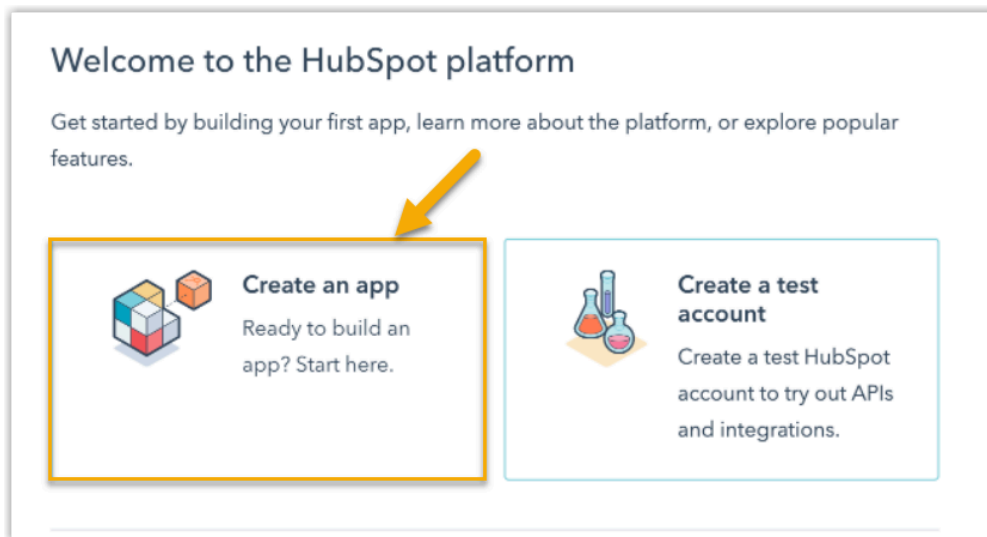 Welcome to the HubSpot platform
Get started by building your first app, learn more about the platform, or explore popular
features.
Create an app
Ready to build an
app? Start here.
Create a test
account
Create a test HubSpot
account to try out APIs
and integrations.